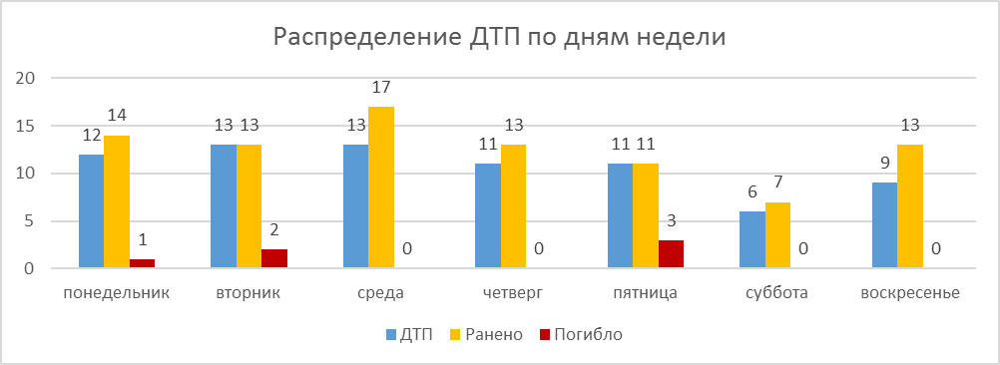 Распределение ДТП по дням недели
20
15
10
5
0
12 14 1
13 13 2
13 17 0
11 13 0
11 11 3
6 7 0
9 13 0
понедельник вторник среда четверг пятница суббота воскресенье
ДТП Ранено Погибло